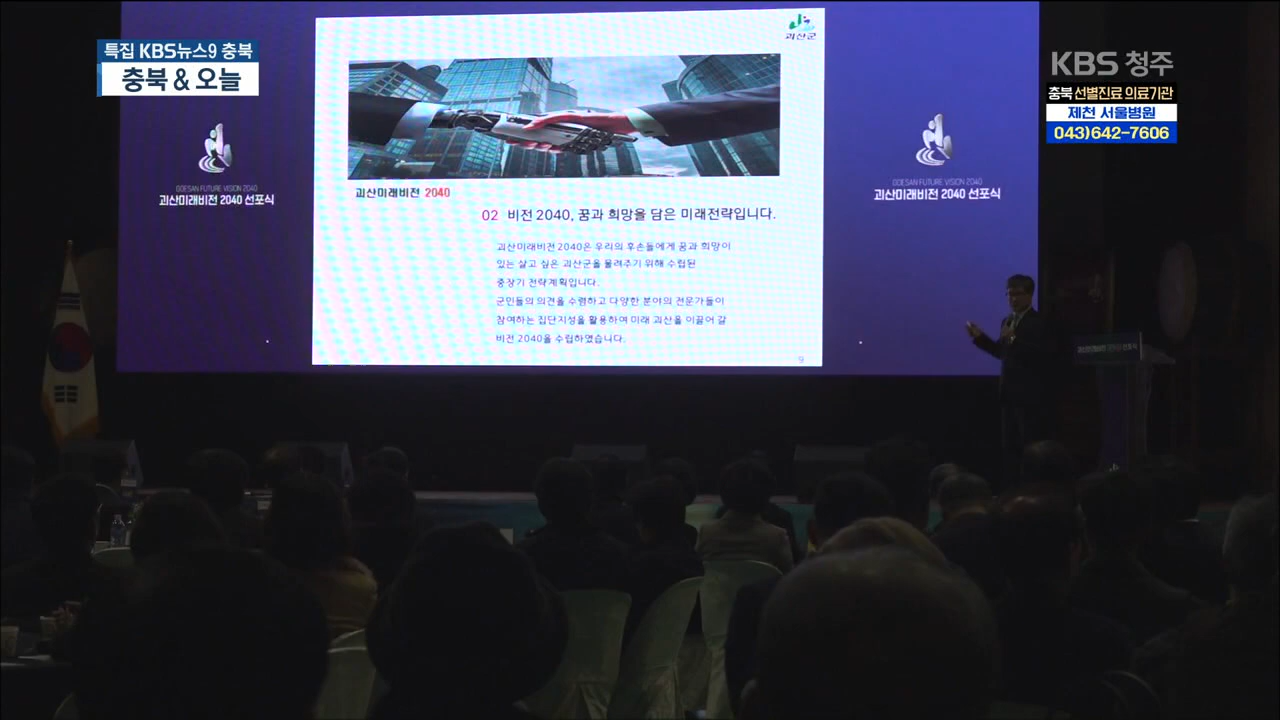 특집 KBS뉴스9 충북
충북 & 오늘
KBS 청주
충북 선별진료 의료기관
제천 서울병원
043)642-7606
괴산군
괴산미래비전 2040
02 비전 2040, 꿈과 희망을 담은 미래전략입니다.
괴산미래비전 2040은 우리의 후손들에게 꿈과 희망이
있는 살고 싶은 괴산군을 물려주기 위해 수립된
중장기 전략계획입니다.
군민들의 의견을 수렴하고 다양한 분야의 전문가들이
참여하는 집단지성을 활용하여 미래 괴산을 이끌어 갈
비전 2040을 수립하였습니다.
9
GOESAN FUTURE VISION 2040
괴산미래비전 2040 선포식
GOESAN FUTURE VISION 2040
괴산미래비전 2040 선포식